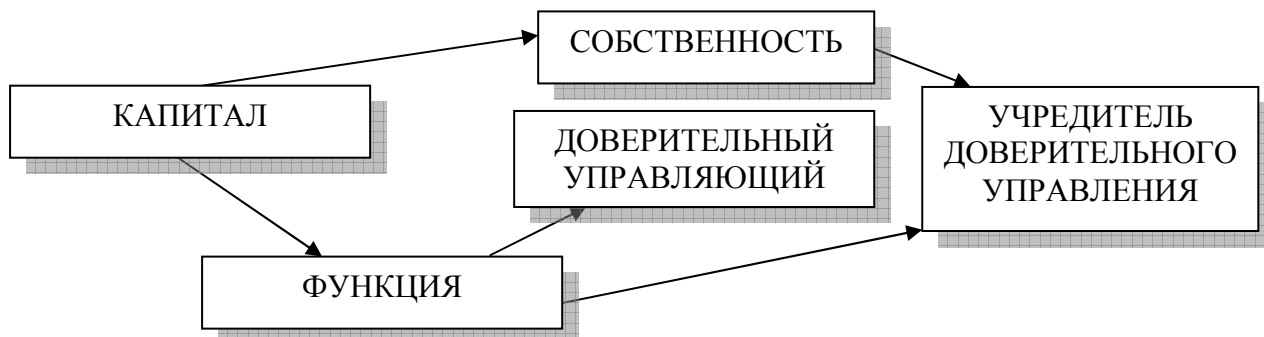 СОБСТВЕННОСТЬ
КАПИТАЛ
ДОВЕРИТЕЛЬНЫЙ
УПРАВЛЯЮЩИЙ
УЧРЕДИТЕЛЬ
ДОВЕРИТЕЛЬНОГО
УПРАВЛЕНИЯ
ФУНКЦИЯ